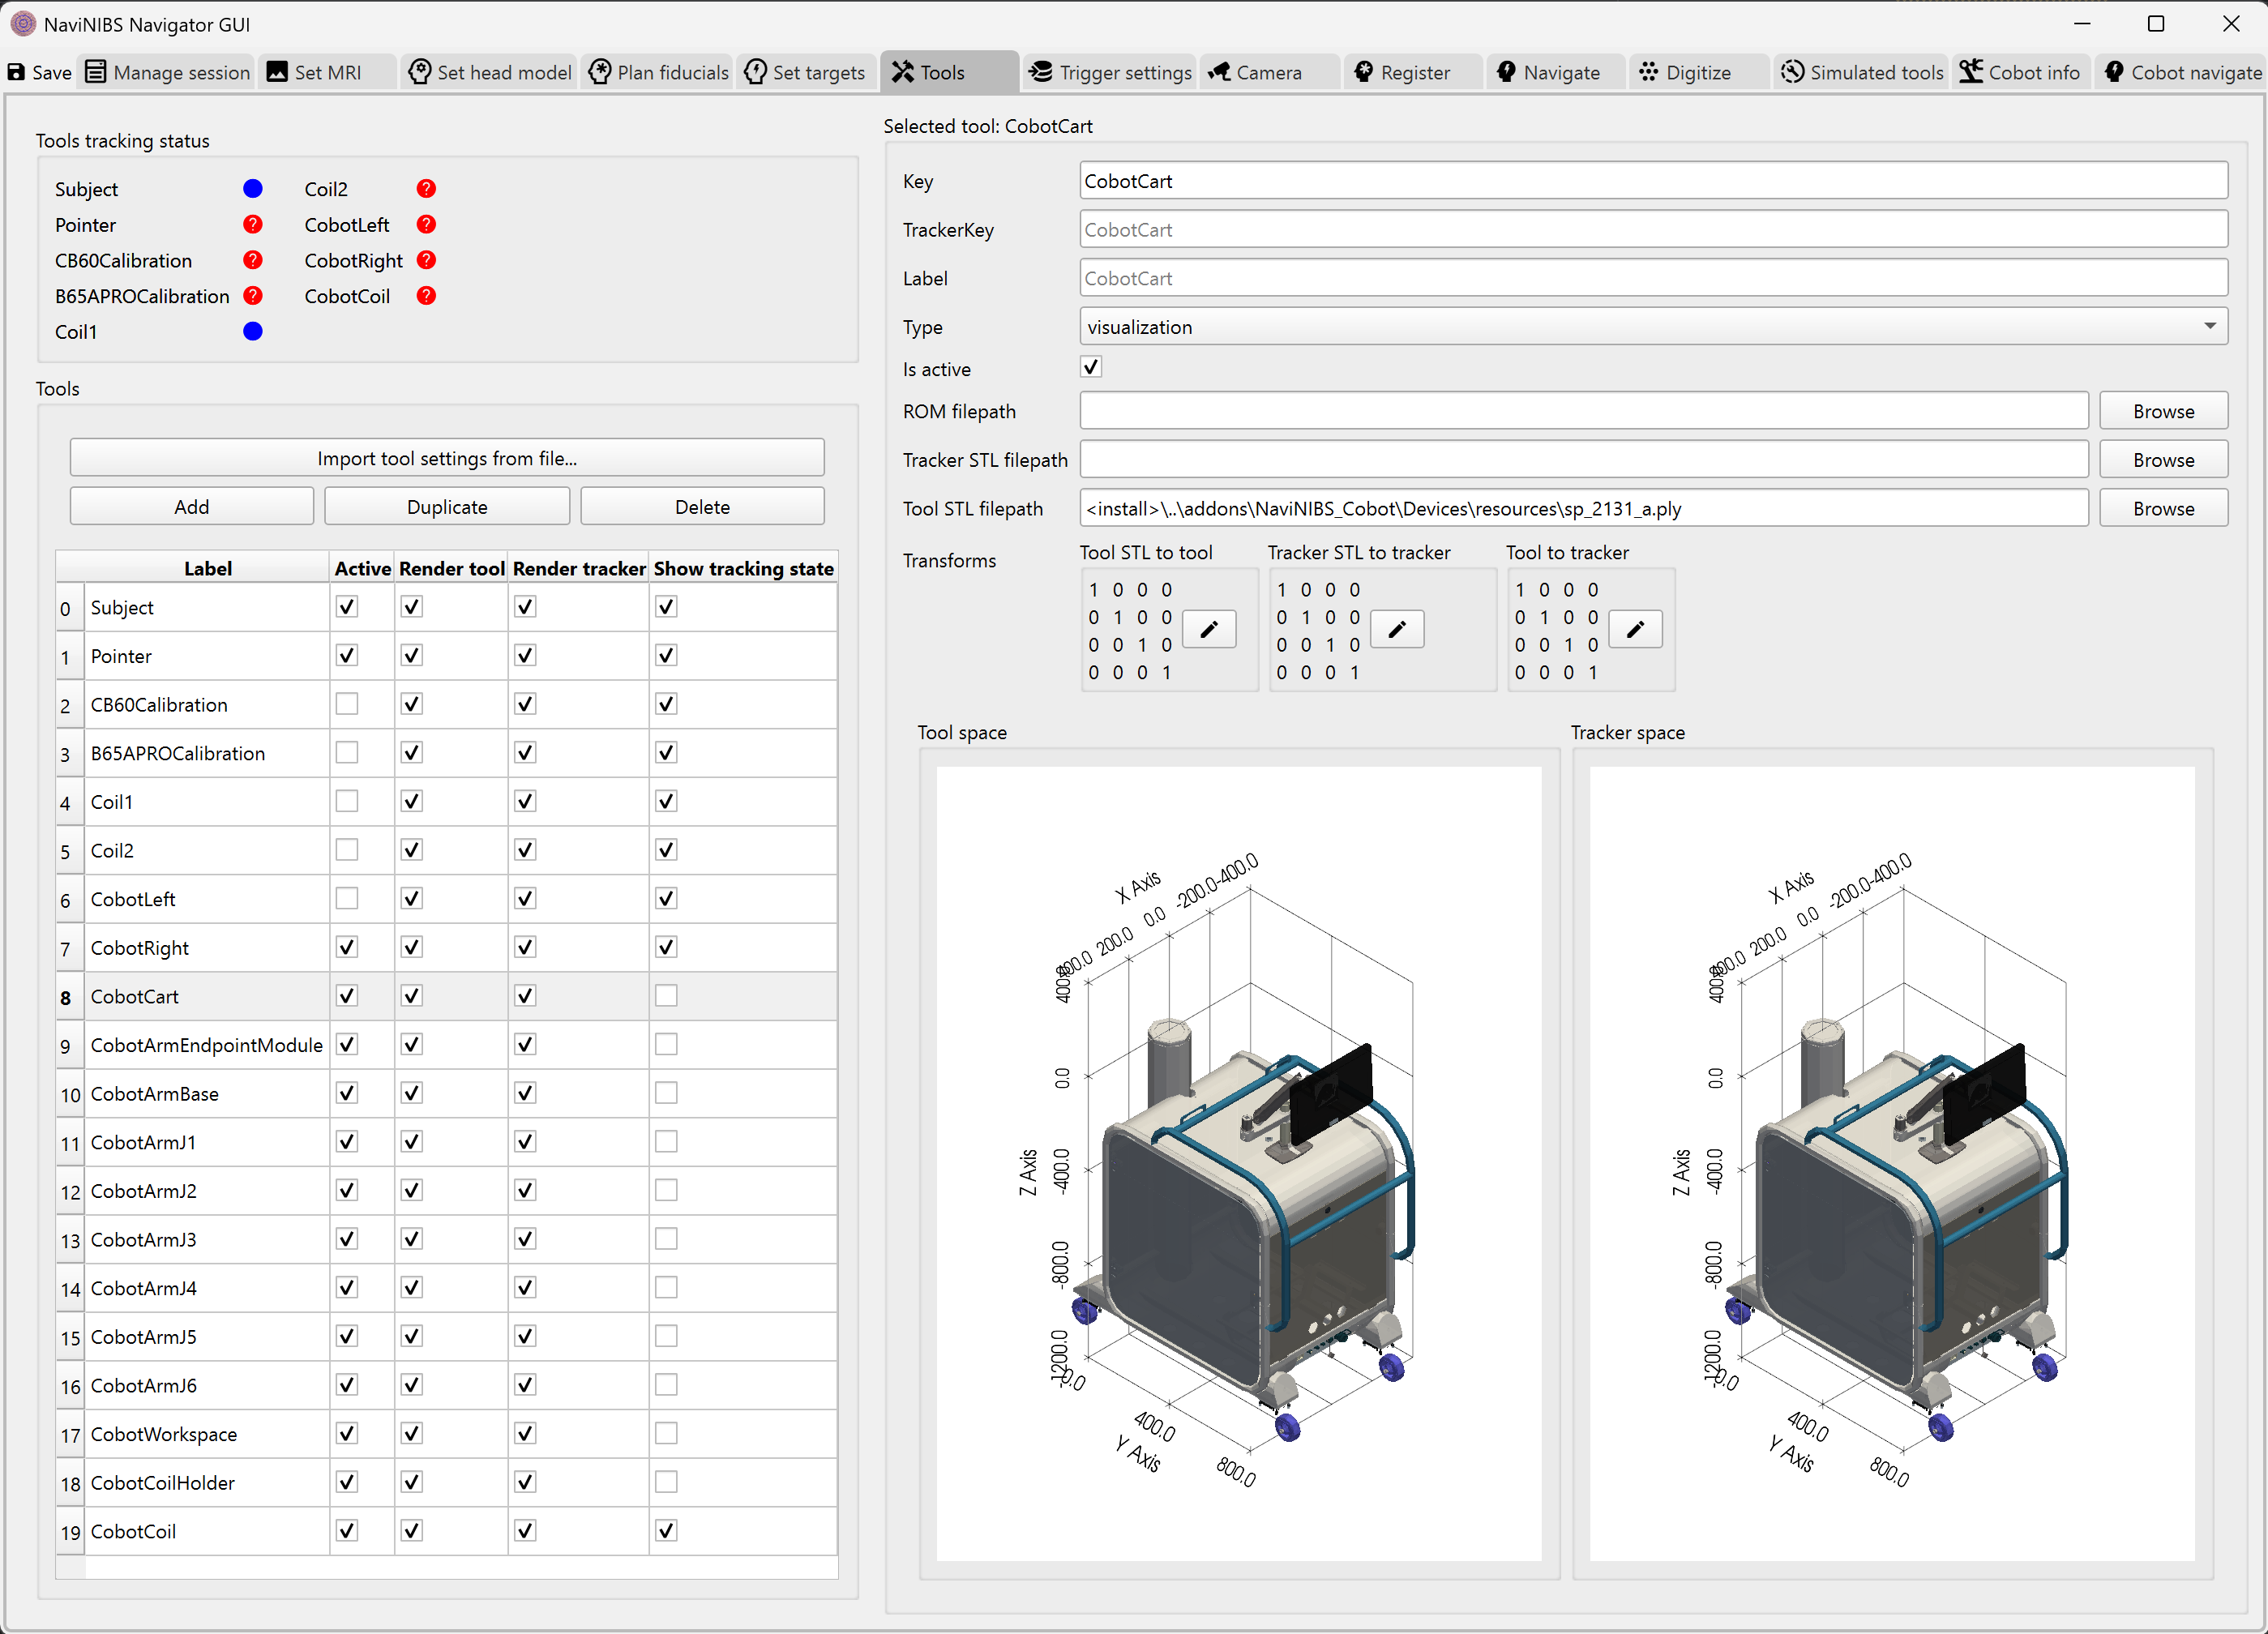 NaviNIBS Navigator GUI
Save Manage session Set MRI Set head model Plan fiducials Set targets Tools Trigger settings Camera Register Navigate Digitize Simulated tools Cobot info Cobot navigate
Tools tracking status
Subject Coil2 ?
Pointer ? CobotLeft ?
CB60Calibration ? CobotRight ?
B65APROCalibration ? CobotCoil ?
Coil1
Tools
Import tool settings from file...
Add Duplicate Delete
Label Active Render tool Render tracker Show tracking state
0 Subject
1 Pointer
2 CB60Calibration
3 B65APROCalibration
4 Coil1
5 Coil2
6 CobotLeft
7 CobotRight
8 CobotCart
9 CobotArmEndpointModule
10 CobotArmBase
11 CobotArmJ1
12 CobotArmJ2
13 CobotArmJ3
14 CobotArmJ4
15 CobotArmJ5
16 CobotArmJ6
17 CobotWorkspace
18 CobotCoilHolder
19 CobotCoil
Selected tool: CobotCart
Key CobotCart
TrackerKey CobotCart
Label CobotCart
Type visualization
Is active
ROM filepath Browse
Tracker STL filepath Browse
Tool STL filepath <install>\..\addons\NaviNIBS_Cobot\Devices\resources\sp_2131_a.ply Browse
Transforms Tool STL to tool Tracker STL to tracker Tool to tracker
1 0 0 0 1 0 0 0 1 0 0 0
0 1 0 0 0 1 0 0 0 1 0 0
0 0 1 0 0 0 1 0 0 0 1 0
0 0 0 1 0 0 0 1 0 0 0 1
Tool space
X Axis
200.0 0.0 -200.0 -400.0
400.0
0.0
Z Axis
-400.0
-800.0
400.0
Y Axis
800.0
Tracker space
X Axis
200.0 0.0 -200.0 -400.0
400.0
0.0
Z Axis
-400.0
-800.0
400.0
Y Axis
800.0